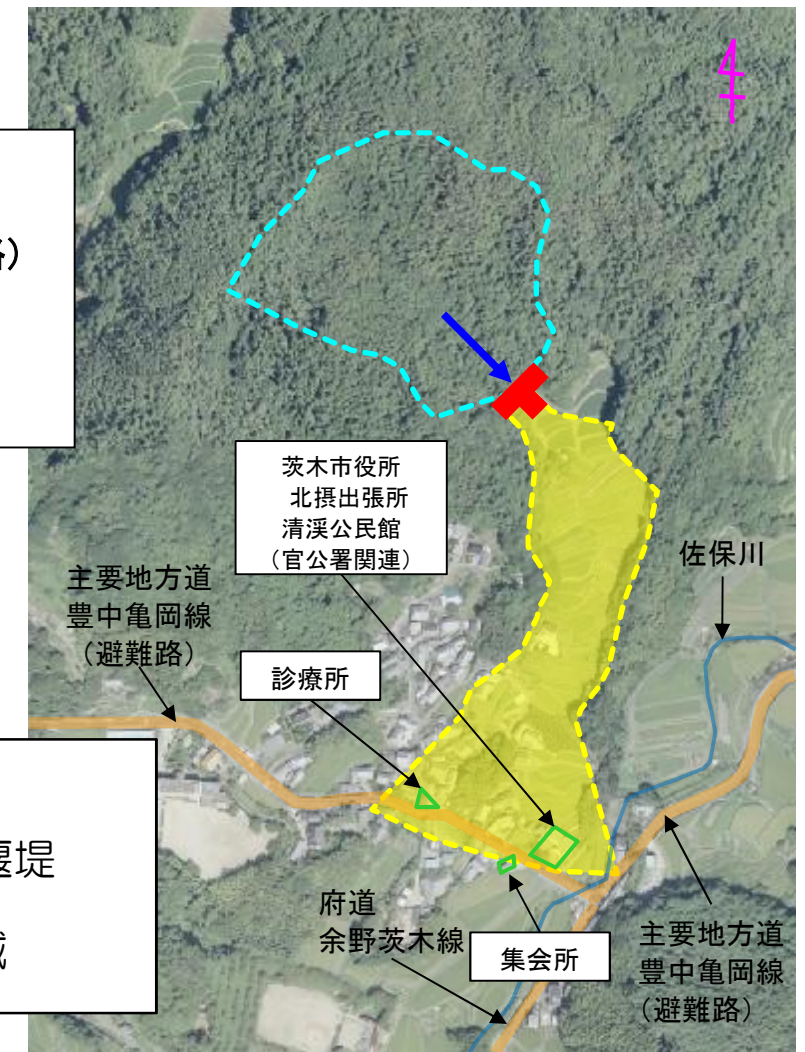 路）
茨木市役所
北摂出張所
清渓公民館
（官公署関連）
佐保川
主要地方道
豊中亀岡線
（避難路）
診療所
堰堤
域
府道
余野茨木線
集会所
主要地方道
豊中亀岡線
（避難路）